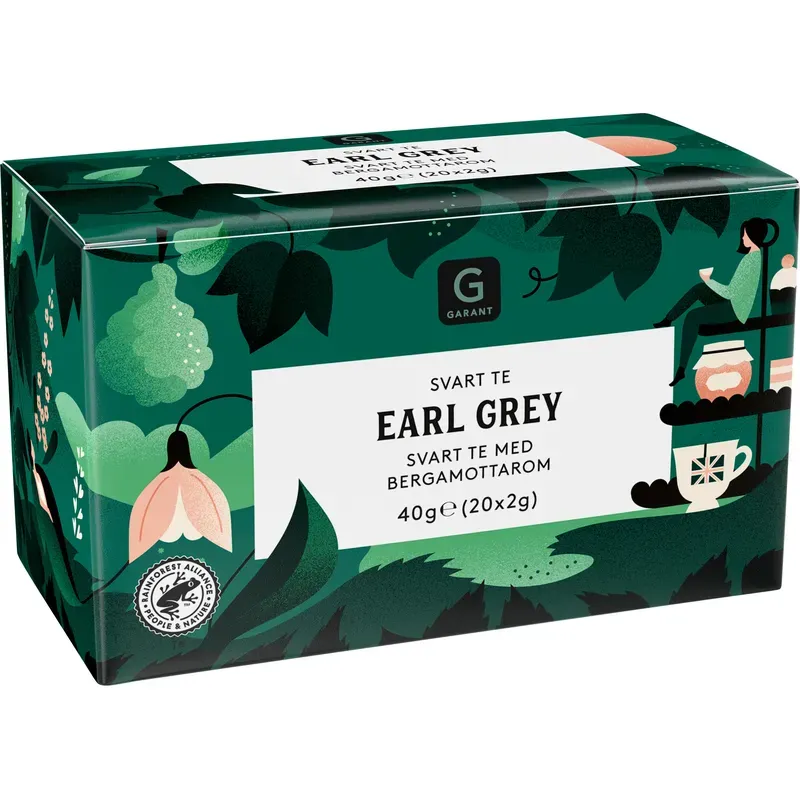 GARANT
SVART TE
EARL GREY
SVART TE MED
BERGAMOTTAROM
40g℮ (20x2g)
G
GARANT
SVART TE
EARL GREY
SVART TE MED
BERGAMOTTAROM
40g℮ (20x2g)
RAINFOREST ALLIANCE
PEOPLE & NATURE